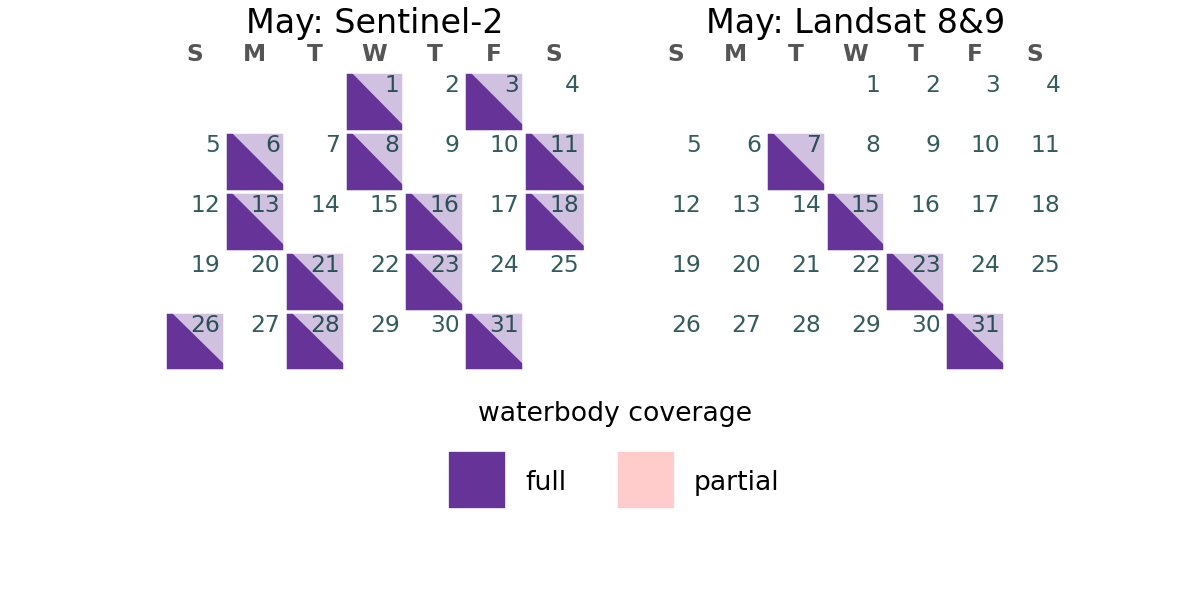 May: Sentinel-2
S M T W T F S
1 2 3 4
5 6 7 8 9 10 11
12 13 14 15 16 17 18
19 20 21 22 23 24 25
26 27 28 29 30 31
May: Landsat 8&9
S M T W T F S
1 2 3 4
5 6 7 8 9 10 11
12 13 14 15 16 17 18
19 20 21 22 23 24 25
26 27 28 29 30 31
waterbody coverage
full
partial